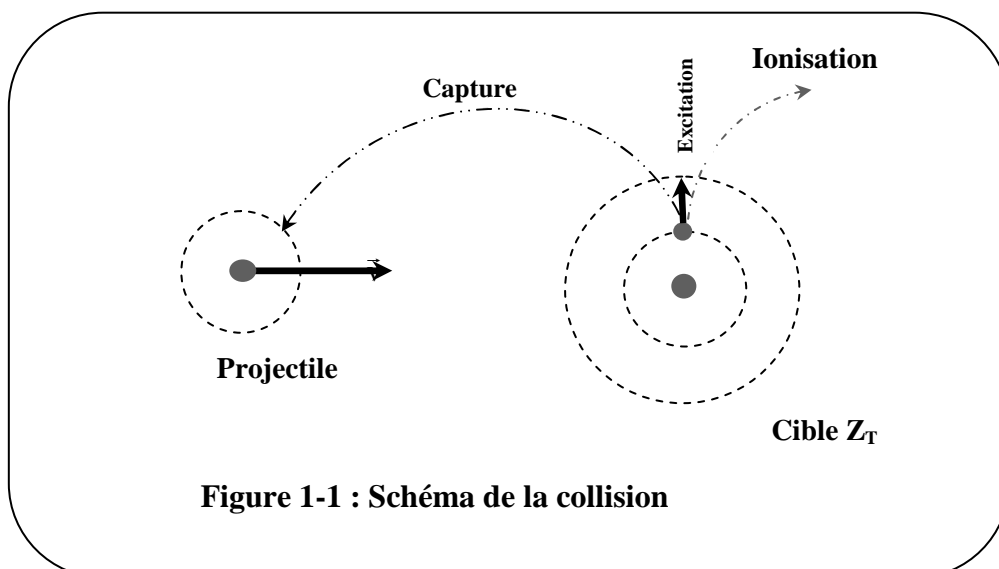 Ionisation
Capture
Excitation
Projectile
Cible Z_T
Figure 1-1 : Schéma de la collision